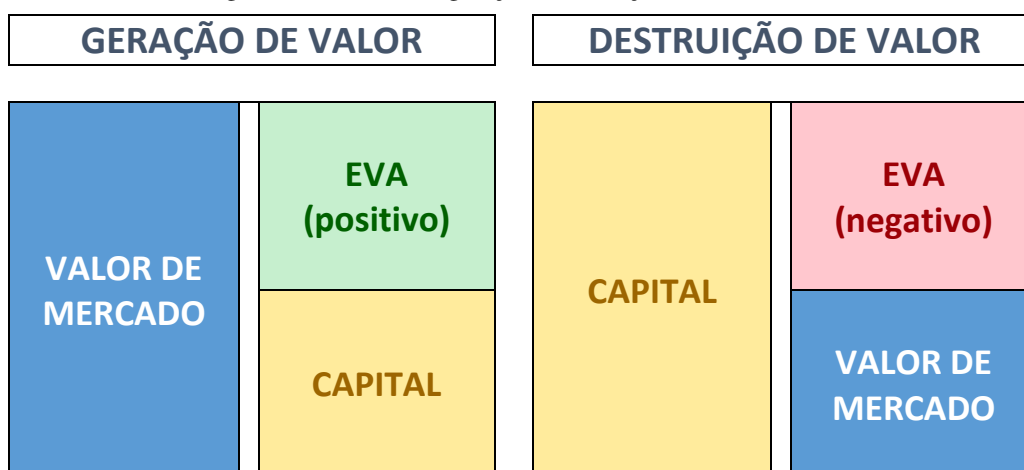 GERAÇÃO DE VALOR
DESTRUIÇÃO DE VALOR
VALOR DE
MERCADO
EVA
(positivo)
CAPITAL
CAPITAL
EVA
(negativo)
VALOR DE
MERCADO